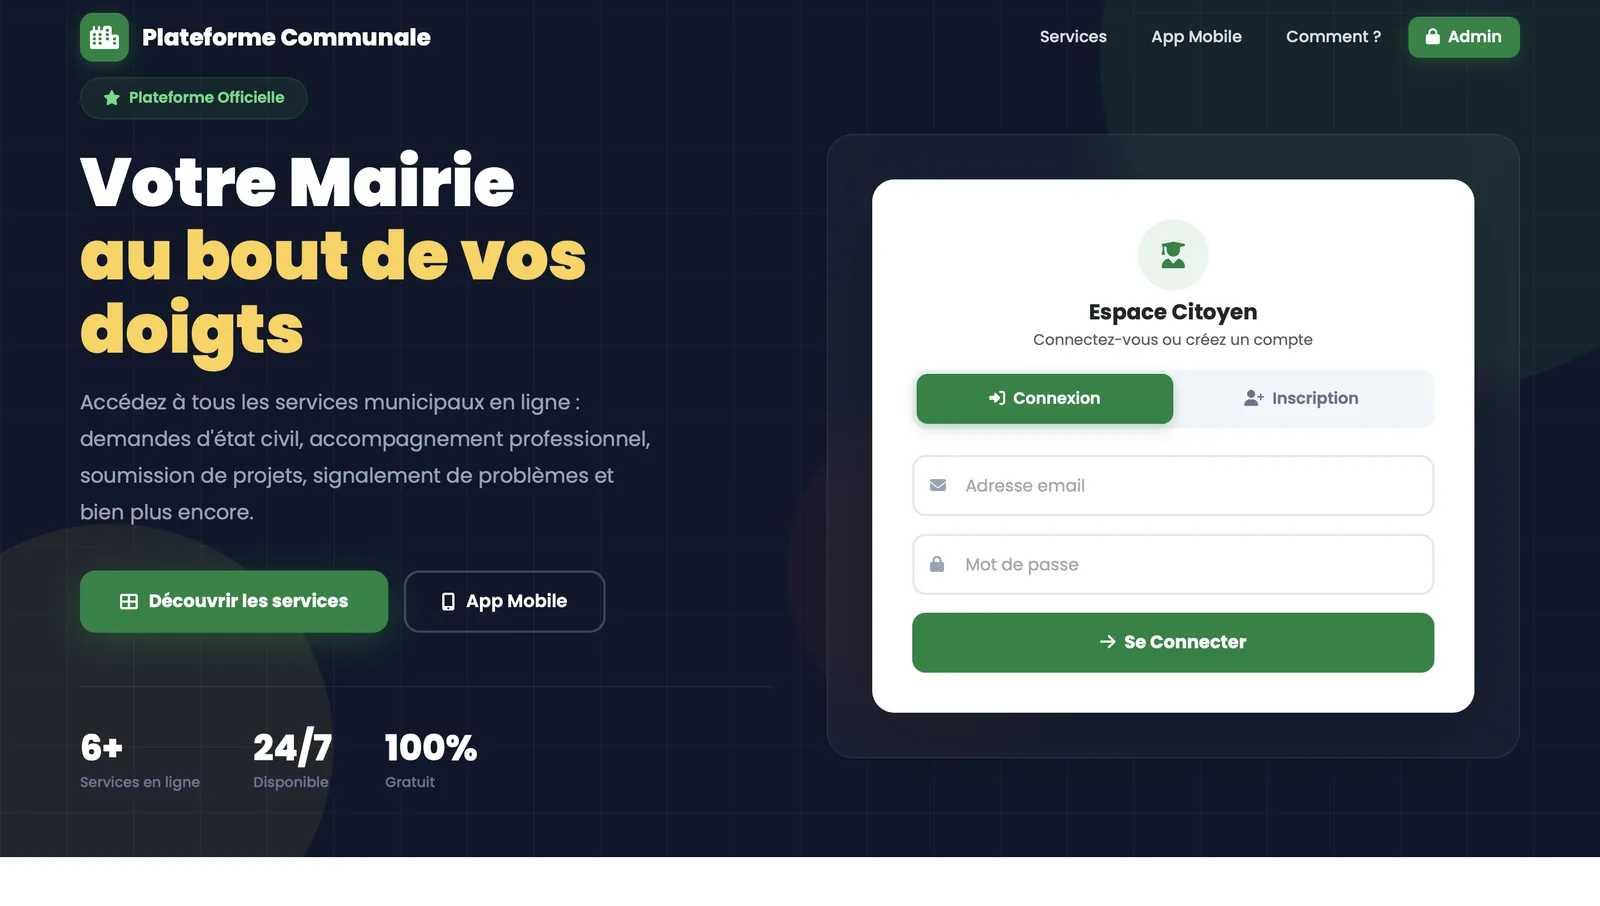 Plateforme Communale
Services
App Mobile
Comment ?
Admin
Plateforme Officielle
Votre Mairie
au bout de vos
doigts
Accédez à tous les services municipaux en ligne :
demandes d'état civil, accompagnement professionnel,
soumission de projets, signalement de problèmes et
bien plus encore.
Découvrir les services
App Mobile
6+
Services en ligne
24/7
Disponible
100%
Gratuit
Espace Citoyen
Connectez-vous ou créez un compte
Connexion
Inscription
Adresse email
Mot de passe
Se Connecter